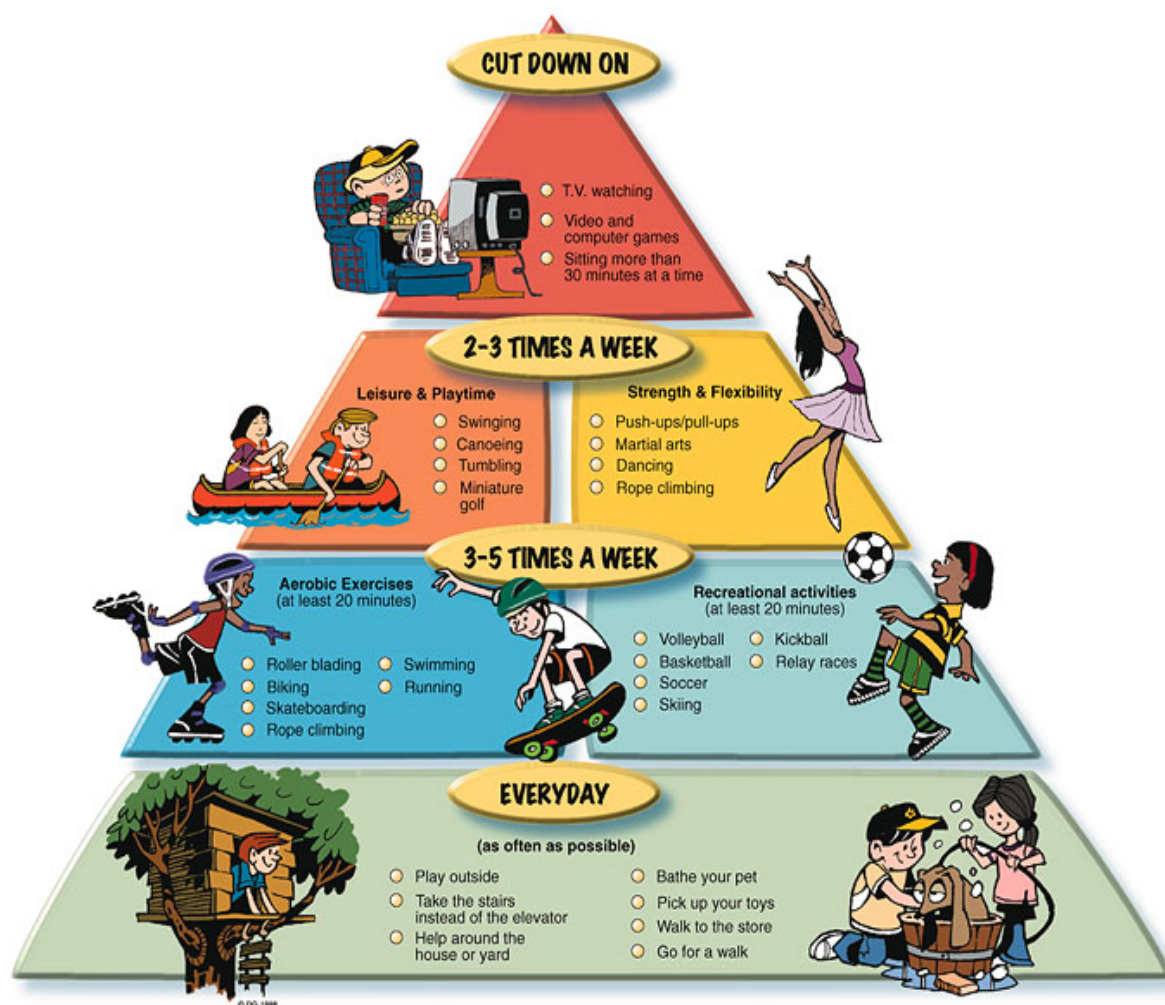 CUT DOWN ON
T.V. watching
Video and
computer games
Sitting more than
30 minutes at a time
2-3 TIMES A WEEK
Leisure & Playtime
Swinging
Canoeing
Tumbling
Miniature
golf
Strength & Flexibility
Push-ups/pull-ups
Martial arts
Dancing
Rope climbing
3-5 TIMES A WEEK
Aerobic Exercises
(at least 20 minutes)
Roller blading
Biking
Skateboarding
Rope climbing
Swimming
Running
Recreational activities
(at least 20 minutes)
Volleyball
Basketball
Soccer
Skiing
Kickball
Relay races
EVERYDAY
(as often as possible)
Play outside
Take the stairs
instead of the elevator
Help around the
house or yard
Bathe your pet
Pick up your toys
Walk to the store
Go for a walk